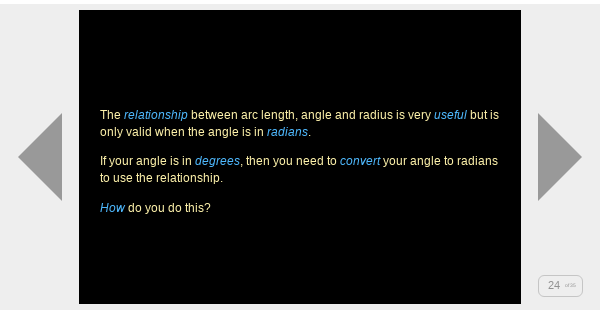 The relationship between arc length, angle and radius is very useful but is
only valid when the angle is in radians.
If your angle is in degrees, then you need to convert your angle to radians
to use the relationship.
How do you do this?
24